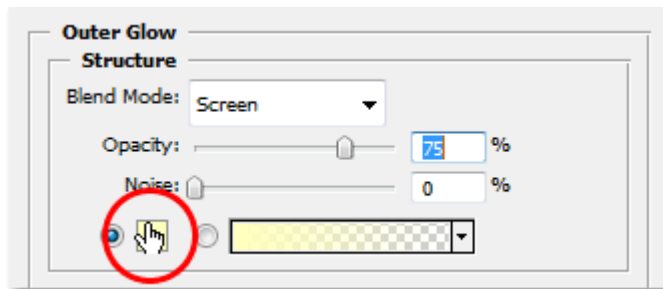 Outer Glow
Structure
Blend Mode: Screen
Opacity: 75 %
Noise: 0 %